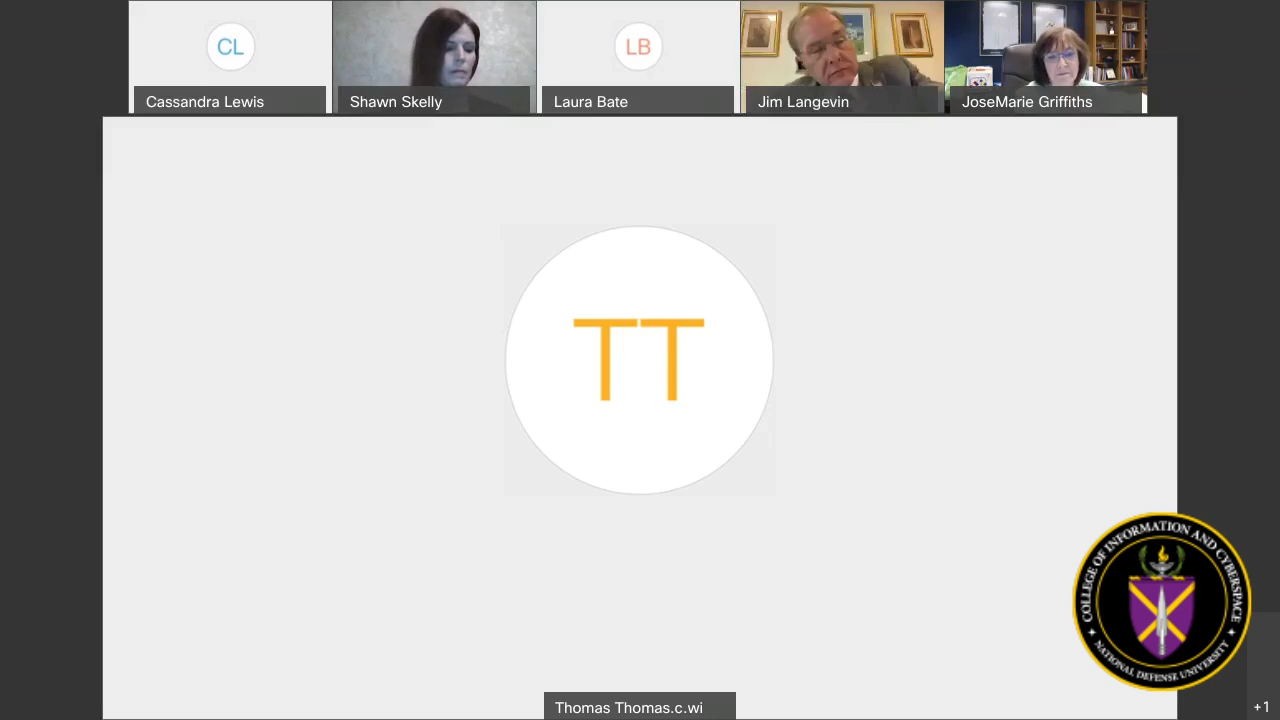 CL
LB
Cassandra Lewis
Shawn Skelly
Laura Bate
Jim Langevin
JoseMarie Griffiths
TT
COLLEGE OF INFORMATION AND CYBERSPACE
NATIONAL DEFENSE UNIVERSITY
Thomas Thomas.c.wi
+1